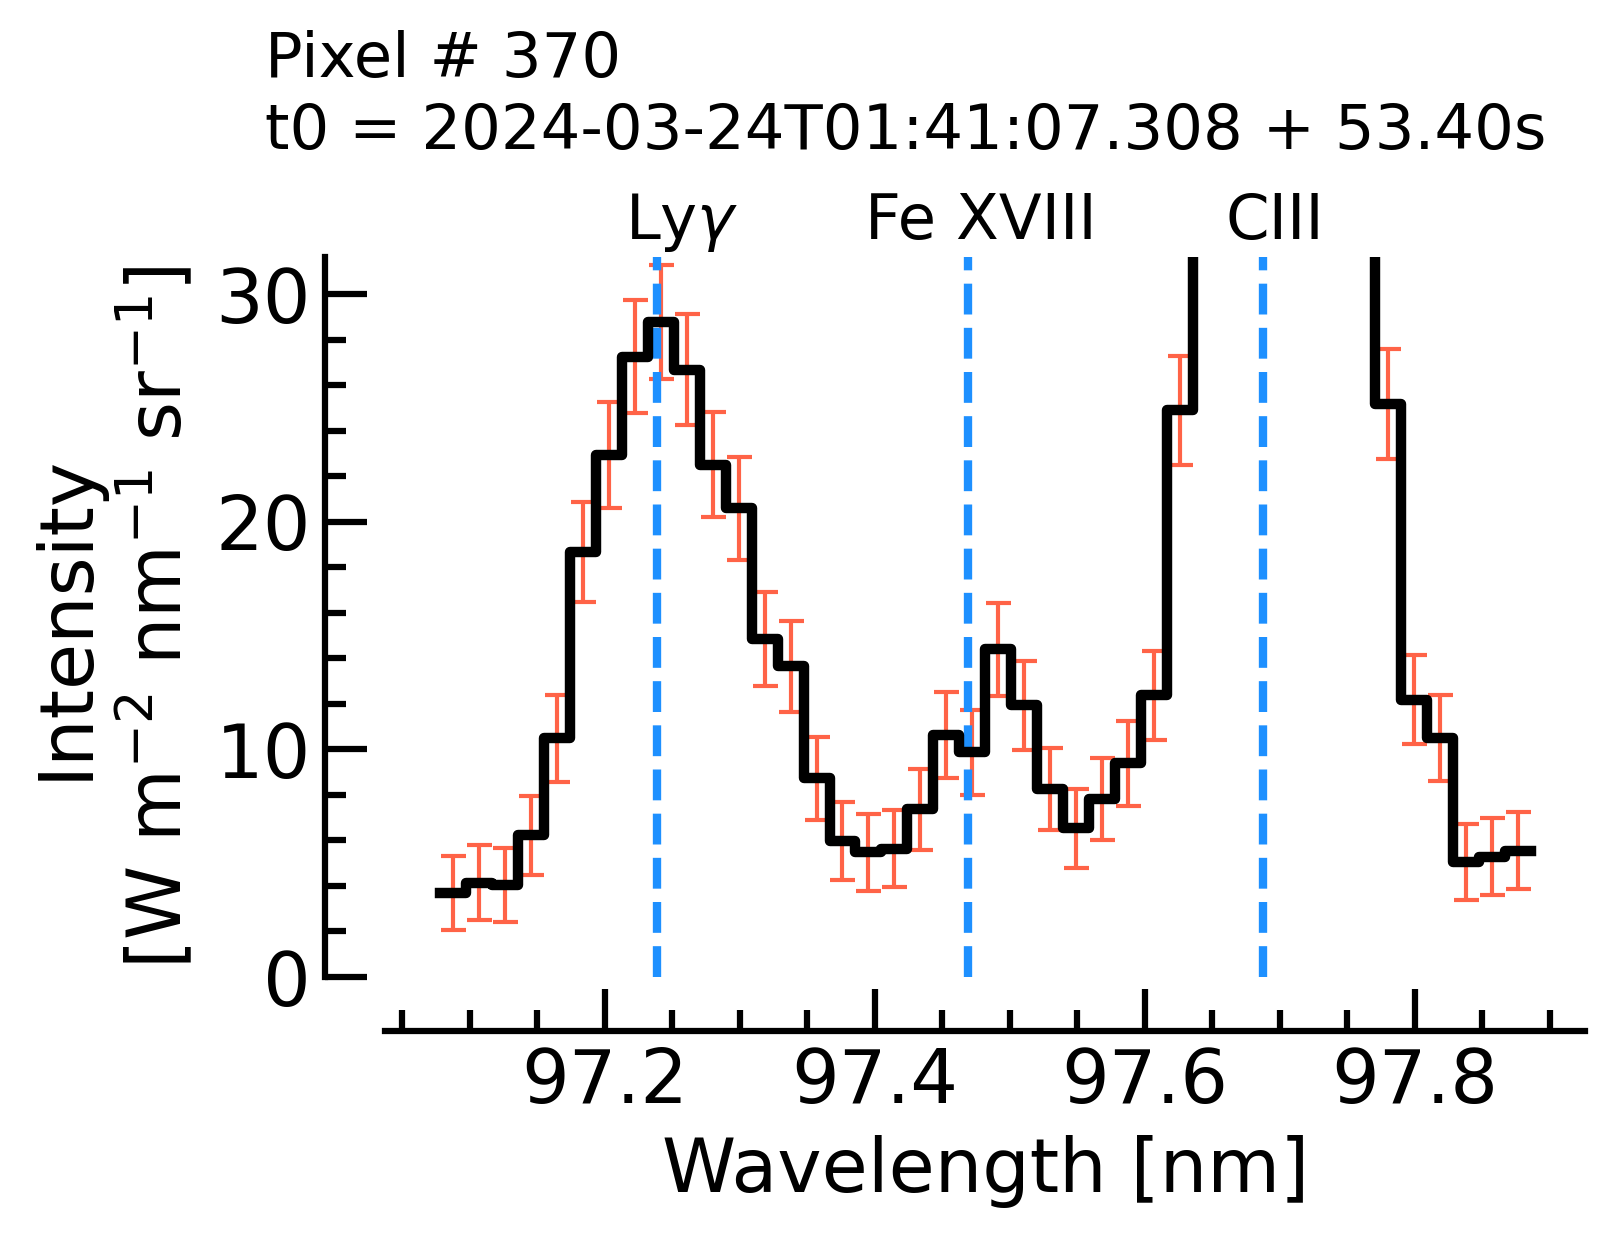 Pixel # 370
t0 = 2024-03-24T01:41:07.308 + 53.40s
Lyγ Fe XVIII CIII
Intensity
[W m⁻² nm⁻¹ sr⁻¹]
30
20
10
0
97.2 97.4 97.6 97.8
Wavelength [nm]